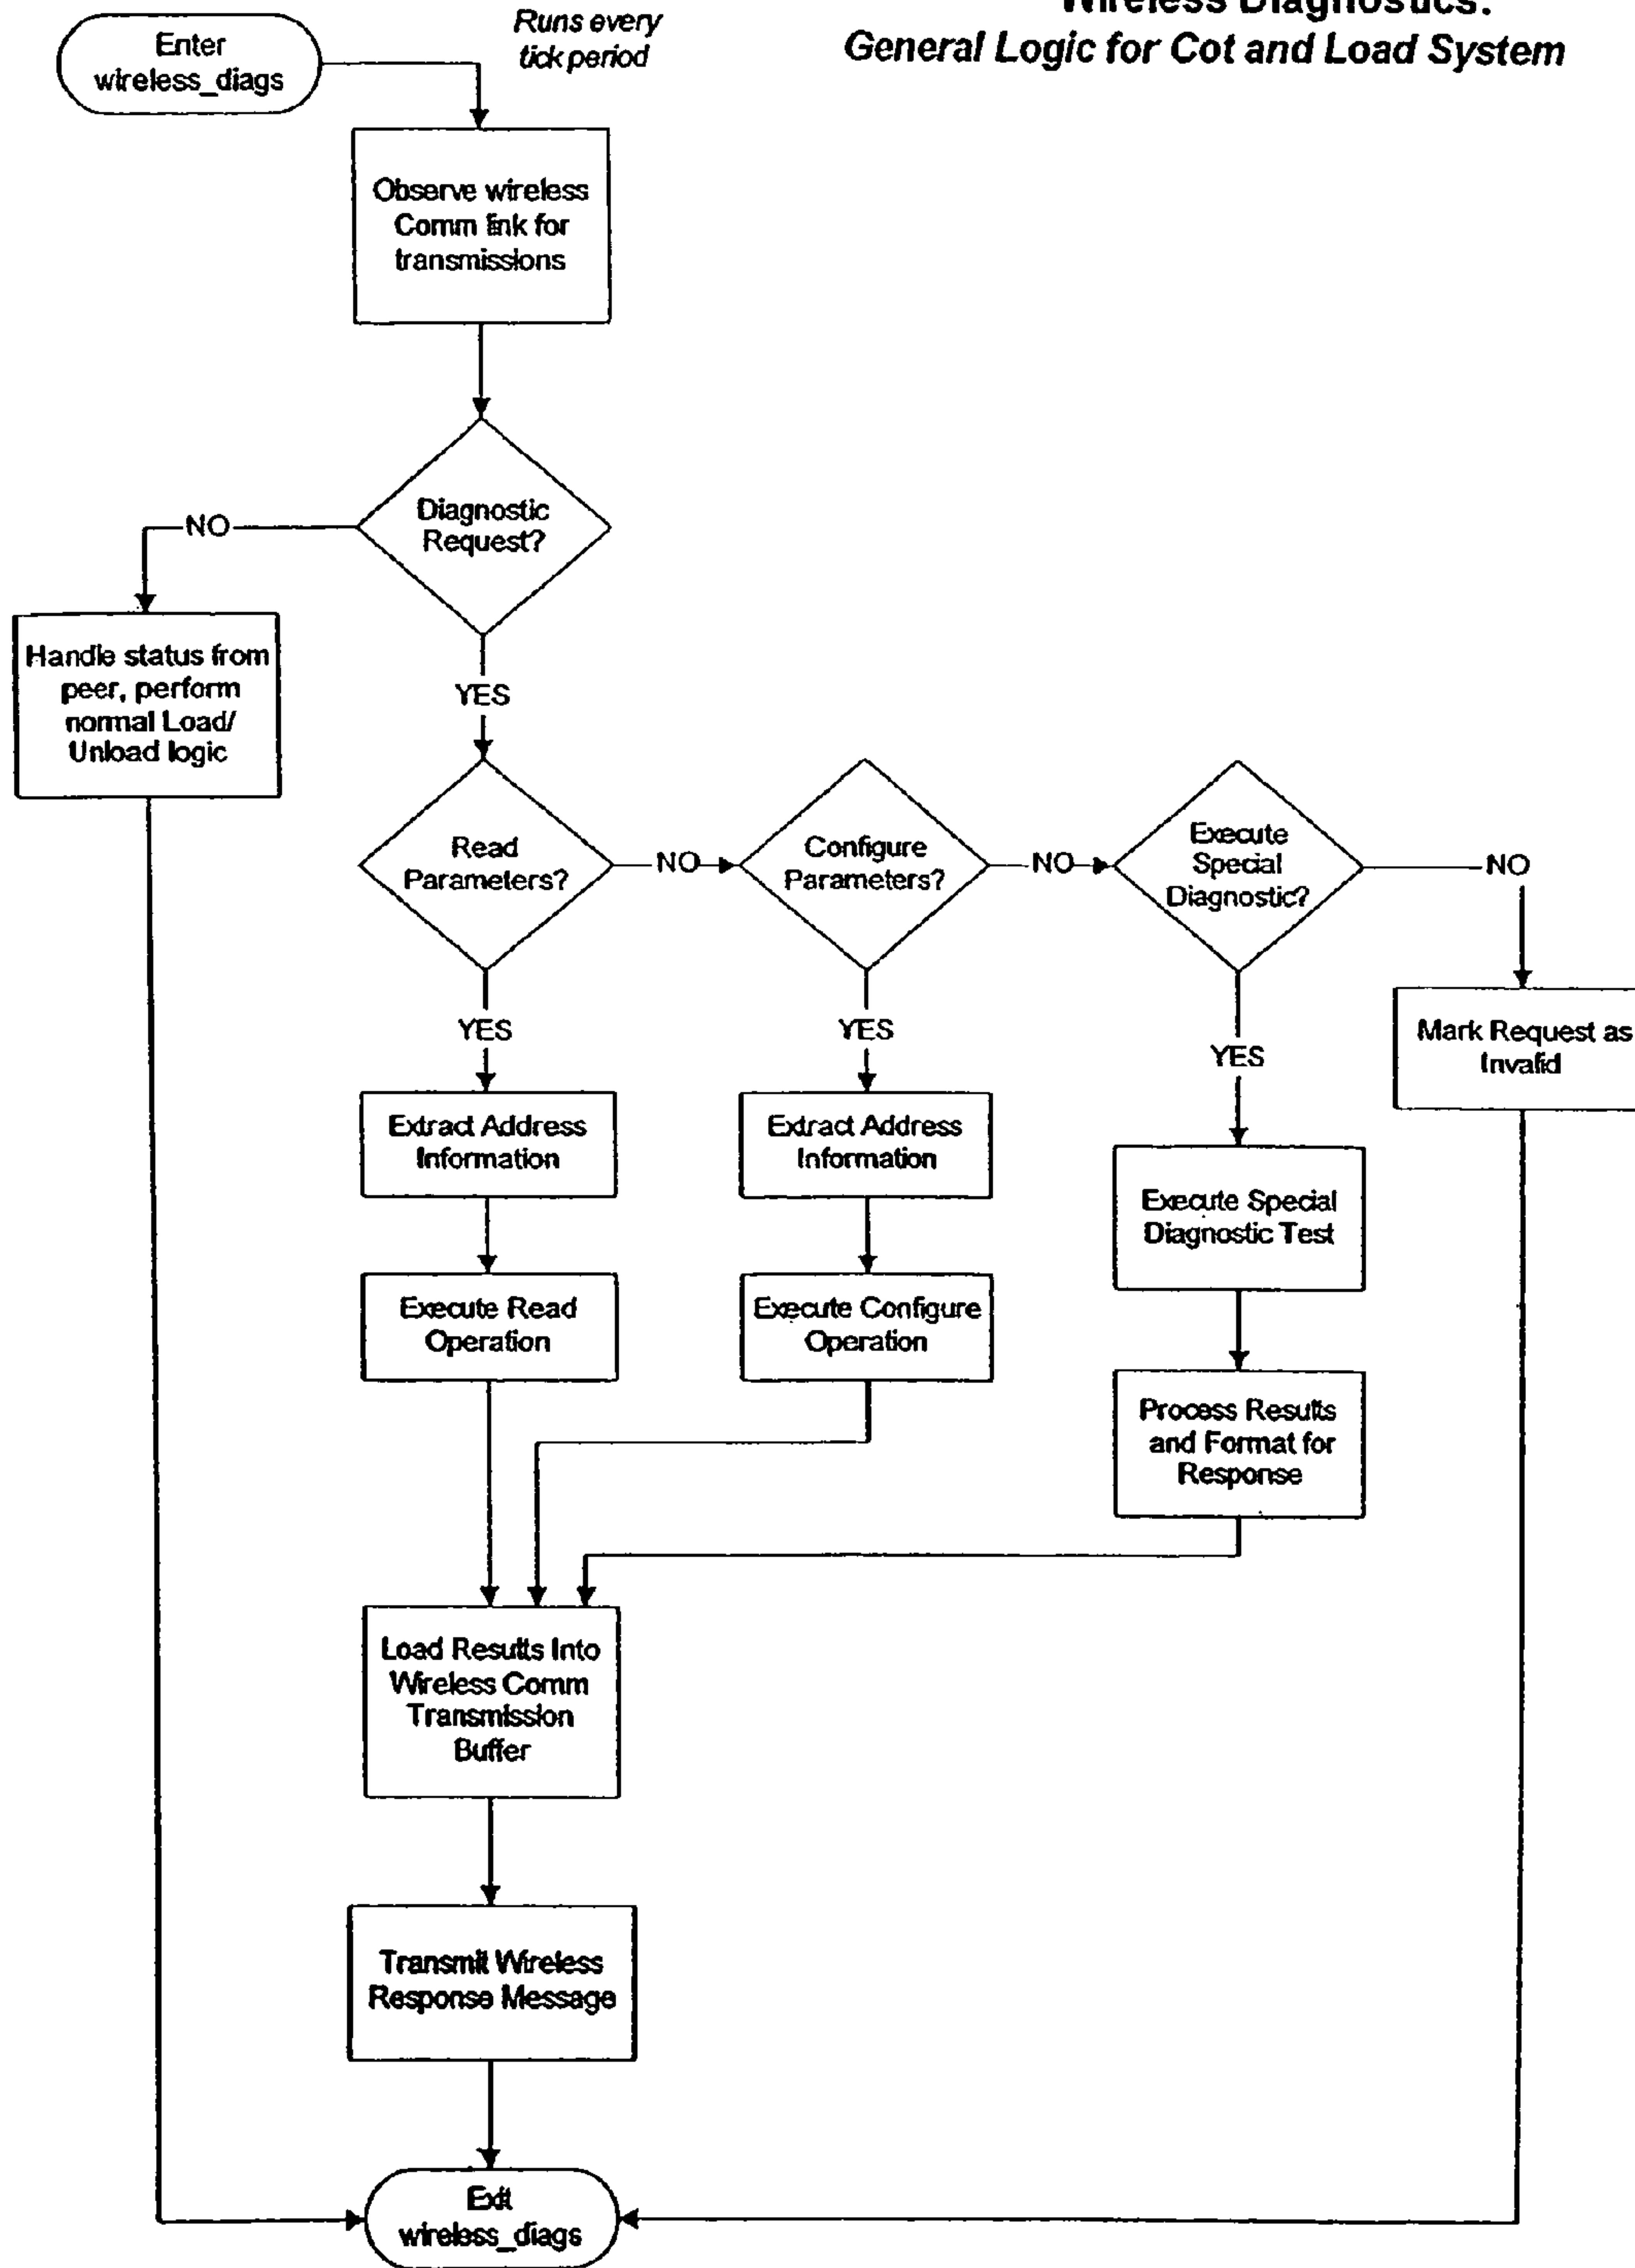 Wireless Diagnostics:
General Logic for Cot and Load System
Runs every
tick period
Enter
wireless_diags
Observe wireless
Comm link for
transmissions
Diagnostic
Request?
NO
YES
Handle status from
peer, perform
normal Load/
Unload logic
Read
Parameters?
NO
Configure
Parameters?
NO
Execute
Special
Diagnostic?
NO
YES
YES
YES
Mark Request as
Invalid
Extract Address
Information
Extract Address
Information
Execute Special
Diagnostic Test
Execute Read
Operation
Execute Configure
Operation
Process Results
and Format for
Response
Load Results Into
Wireless Comm
Transmission
Buffer
Transmit Wireless
Response Message
Exit
wireless_diags